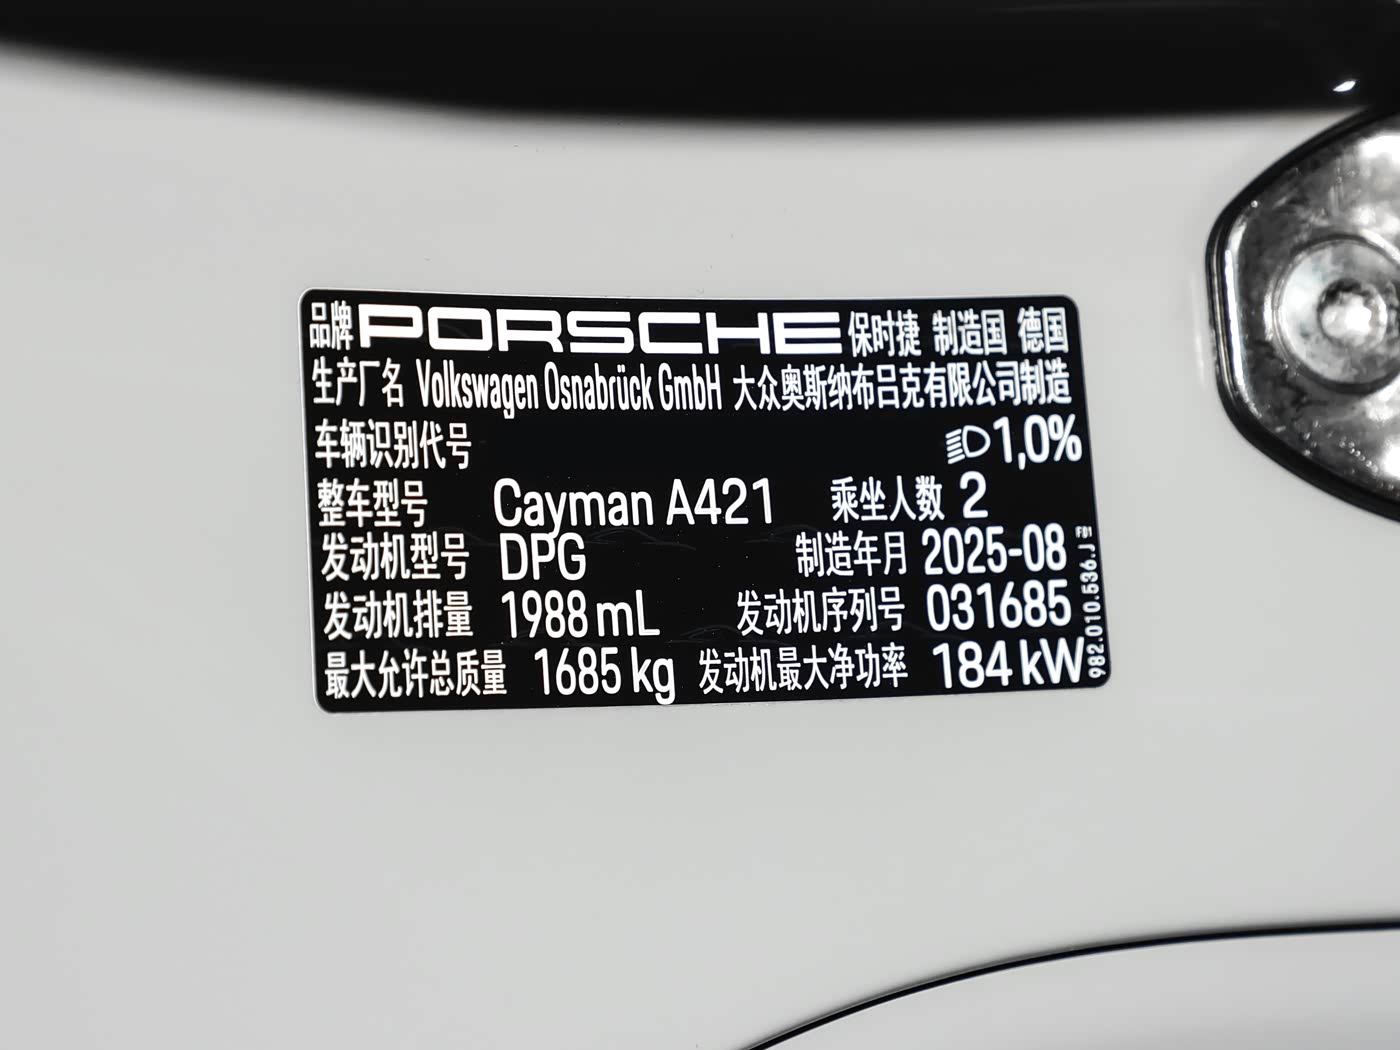 品牌 PORSCHE 保时捷 制造国 德国
生产厂名 Volkswagen Osnabrück GmbH 大众奥斯纳布吕克有限公司制造
车辆识别代号 1,0%
整车型号 Cayman A421 乘坐人数 2
发动机型号 DPG 制造年月 2025-08
发动机排量 1988 mL 发动机序列号 031685
最大允许总质量 1685 kg 发动机最大净功率 184 kW
982.010.536.J FD1